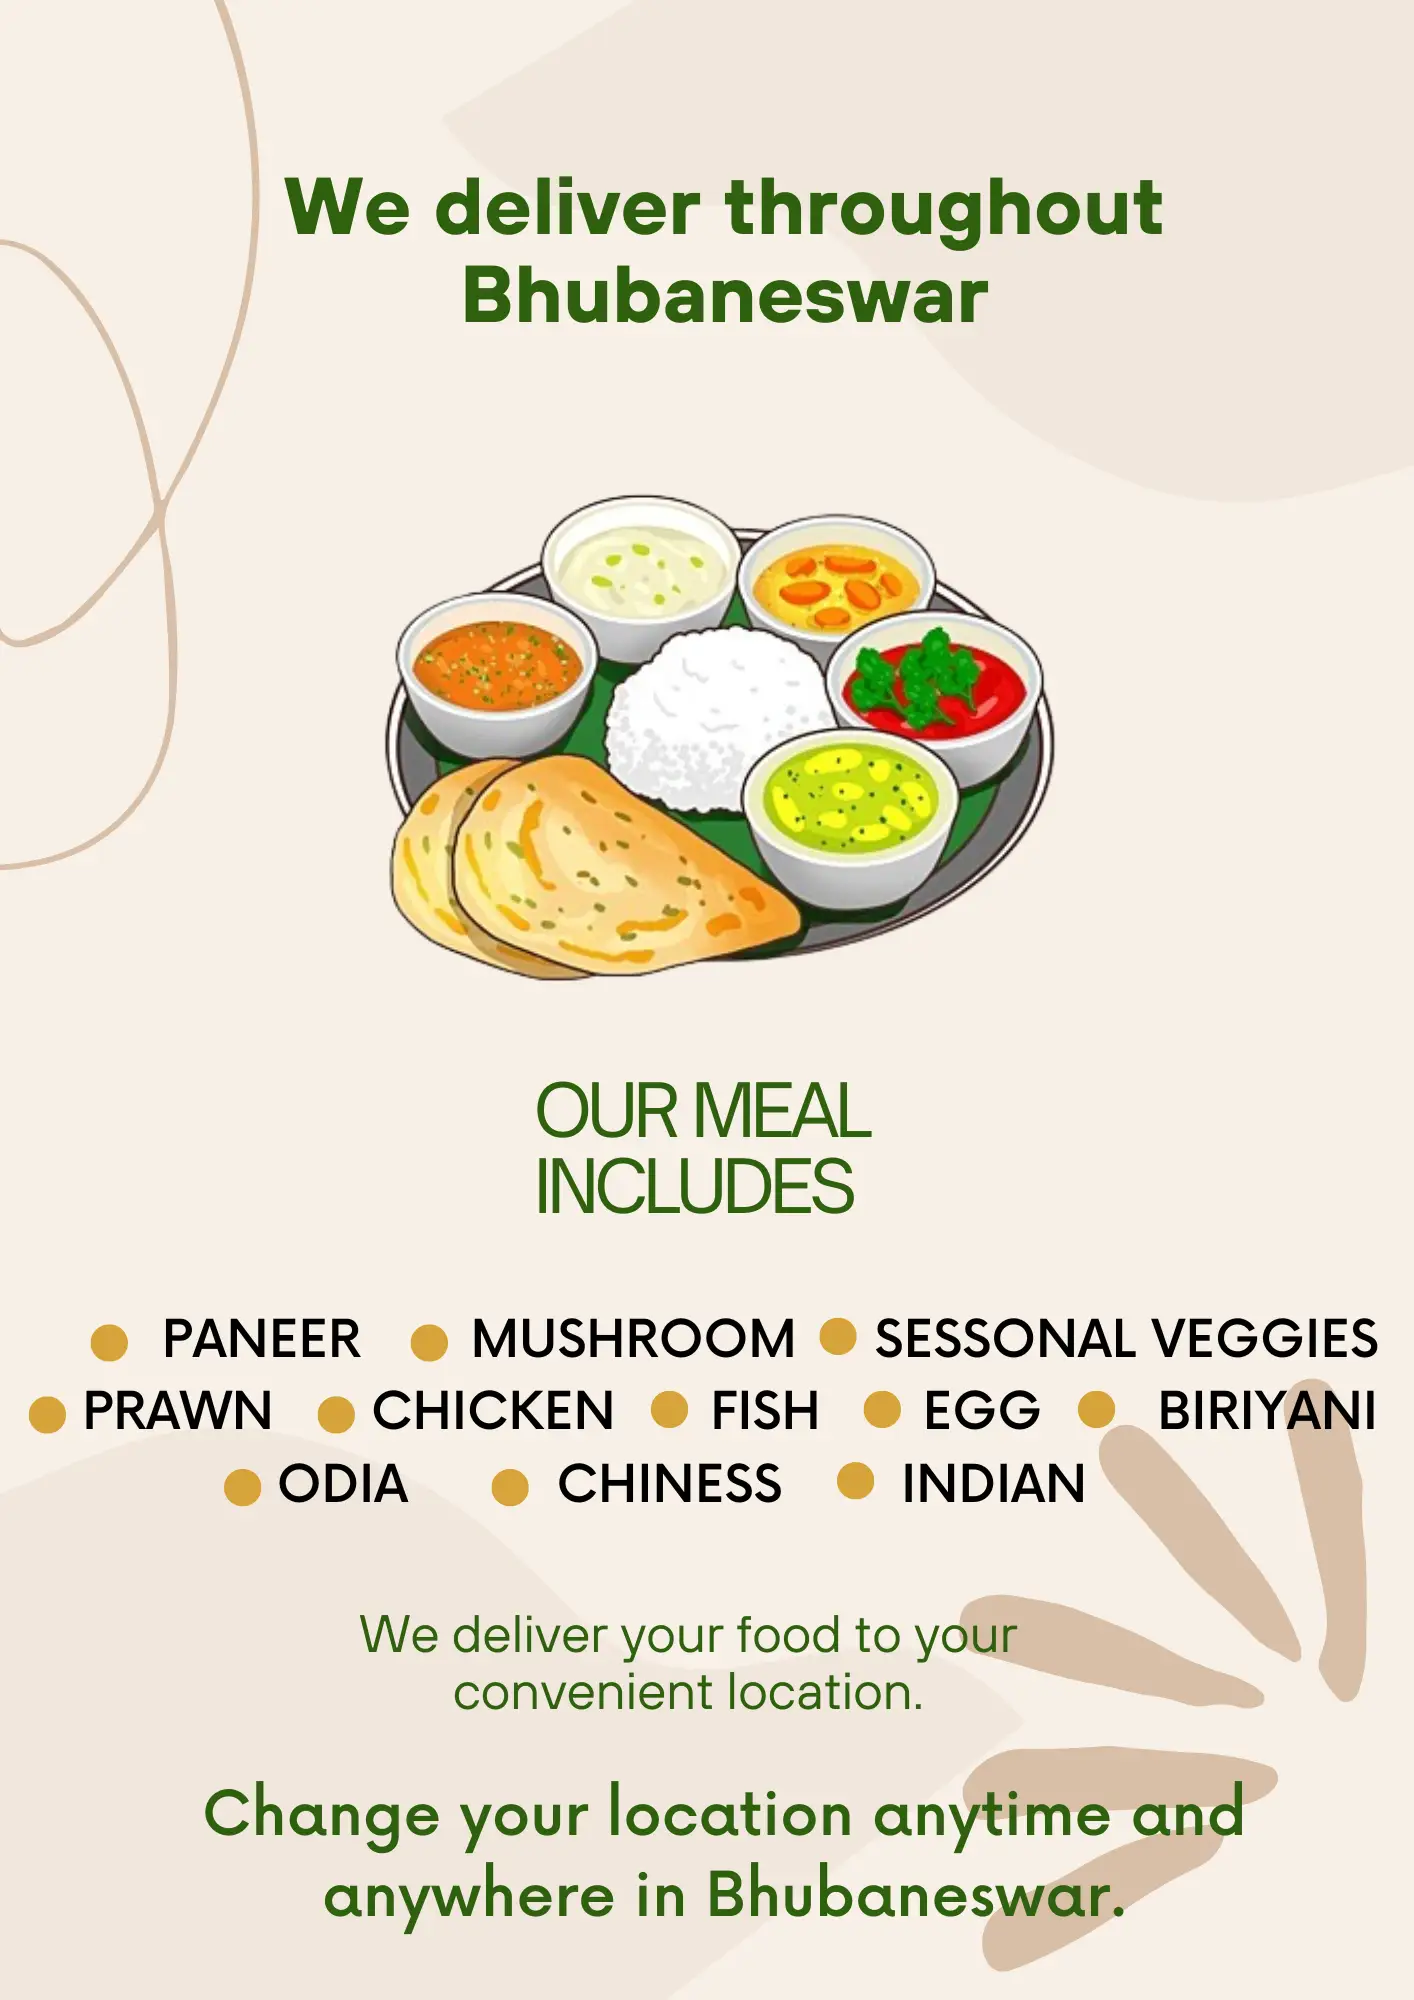 We deliver throughout
Bhubaneswar
OUR MEAL
INCLUDES
PANEER MUSHROOM SESSONAL VEGGIES
PRAWN CHICKEN FISH EGG BIRIYANI
ODIA CHINESS INDIAN
We deliver your food to your
convenient location.
Change your location anytime and
anywhere in Bhubaneswar.